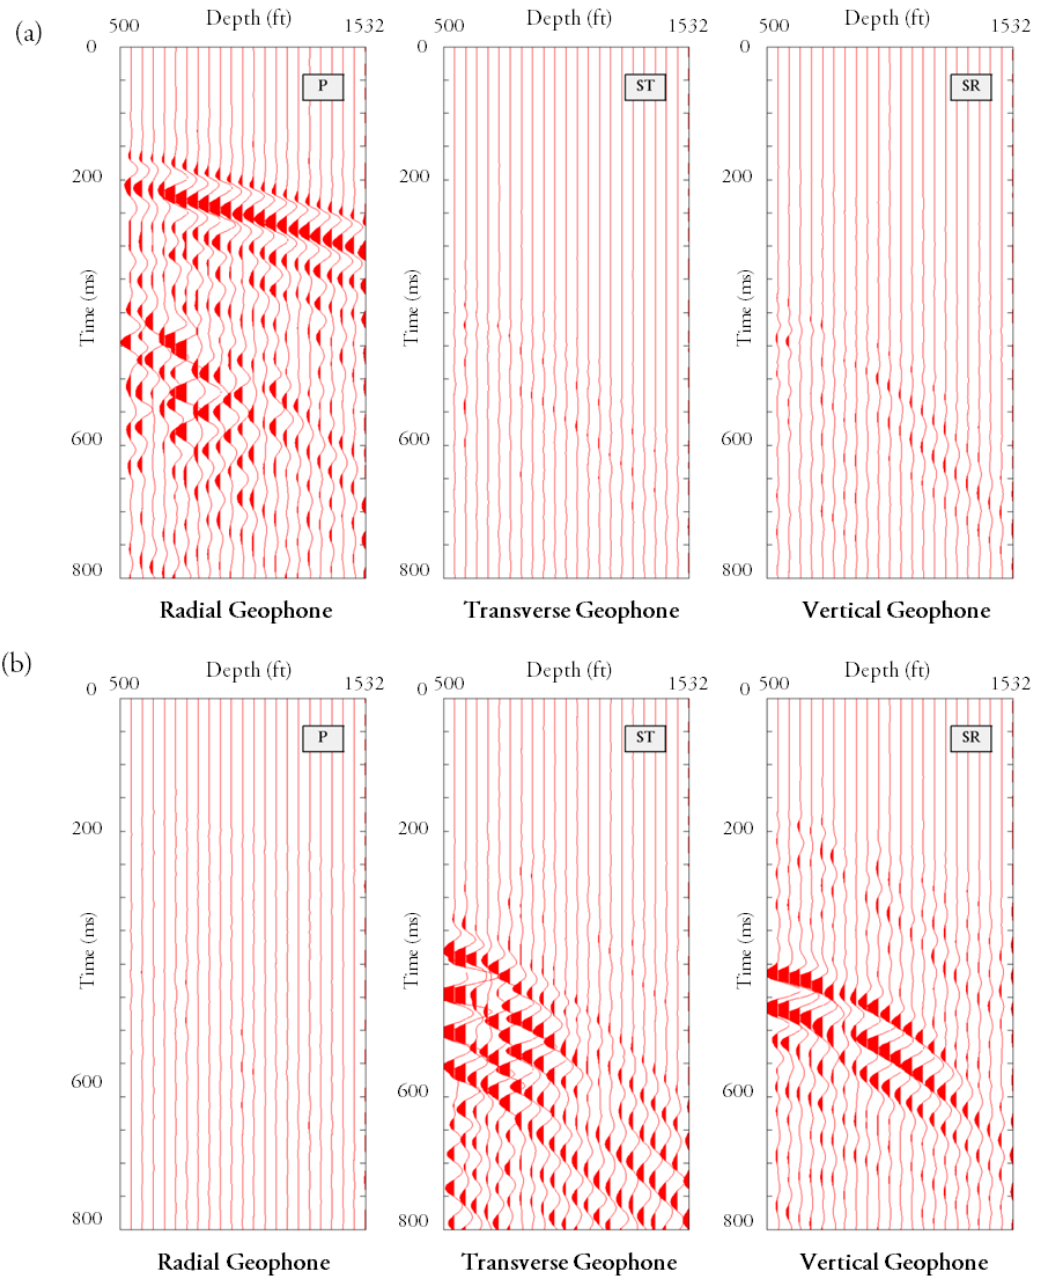 (a)
500 Depth (ft) 1532 500 Depth (ft) 1532 500 Depth (ft) 1532
0 0 0
P ST SR
200 200 200
Time (ms) Time (ms) Time (ms)
600 600 600
800 800 800
Radial Geophone Transverse Geophone Vertical Geophone
(b)
0 500 Depth (ft) 1532 0 500 Depth (ft) 1532 0 500 Depth (ft) 1532
P ST SR
200 200 200
Time (ms) Time (ms) Time (ms)
600 600 600
800 800 800
Radial Geophone Transverse Geophone Vertical Geophone